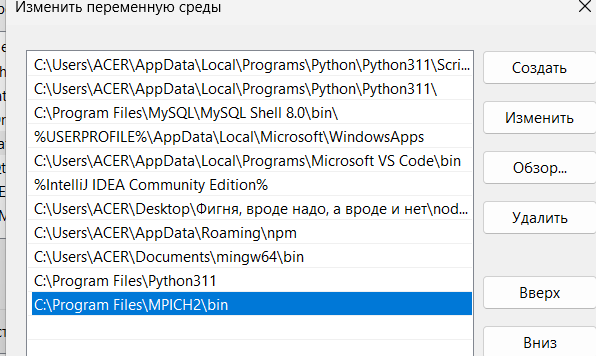 Изменить переменную среды
C:\Users\ACER\AppData\Local\Programs\Python\Python311\Scri...
C:\Users\ACER\AppData\Local\Programs\Python\Python311\
C:\Program Files\MySQL\MySQL Shell 8.0\bin\
%USERPROFILE%\AppData\Local\Microsoft\WindowsApps
C:\Users\ACER\AppData\Local\Programs\Microsoft VS Code\bin
%IntelliJ IDEA Community Edition%
C:\Users\ACER\Desktop\Фигня, вроде надо, а вроде и нет\nod...
C:\Users\ACER\AppData\Roaming\npm
C:\Users\ACER\Documents\mingw64\bin
C:\Program Files\Python311
C:\Program Files\MPICH2\bin
Создать
Изменить
Обзор...
Удалить
Вверх
Вниз